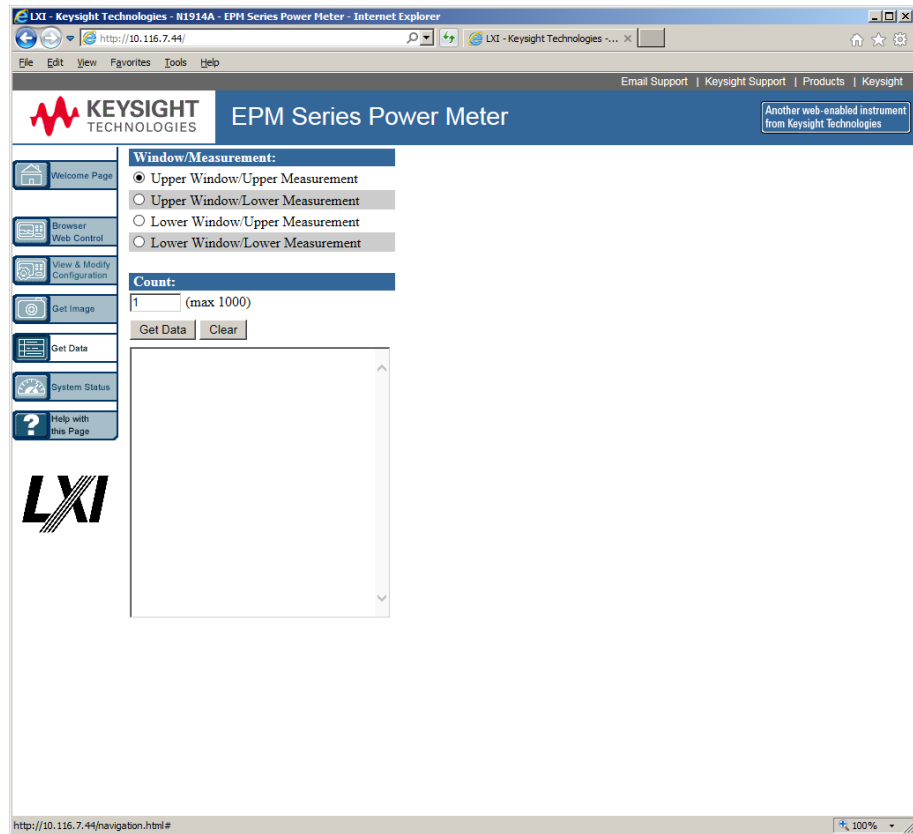 LXI - Keysight Technologies - N1914A - EPM Series Power Meter - Internet Explorer
http://10.116.7.44/
LXI - Keysight Technologies -...
File Edit View Favorites Tools Help
Email Support | Keysight Support | Products | Keysight
KEYSIGHT
TECHNOLOGIES
EPM Series Power Meter
Another web-enabled instrument
from Keysight Technologies
Welcome Page
Browser
Web Control
View & Modify
Configuration
Get Image
Get Data
System Status
Help with
this Page
LXI
Window/Measurement:
Upper Window/Upper Measurement
Upper Window/Lower Measurement
Lower Window/Upper Measurement
Lower Window/Lower Measurement
Count:
1 (max 1000)
Get Data Clear
http://10.116.7.44/navigation.html#
100%